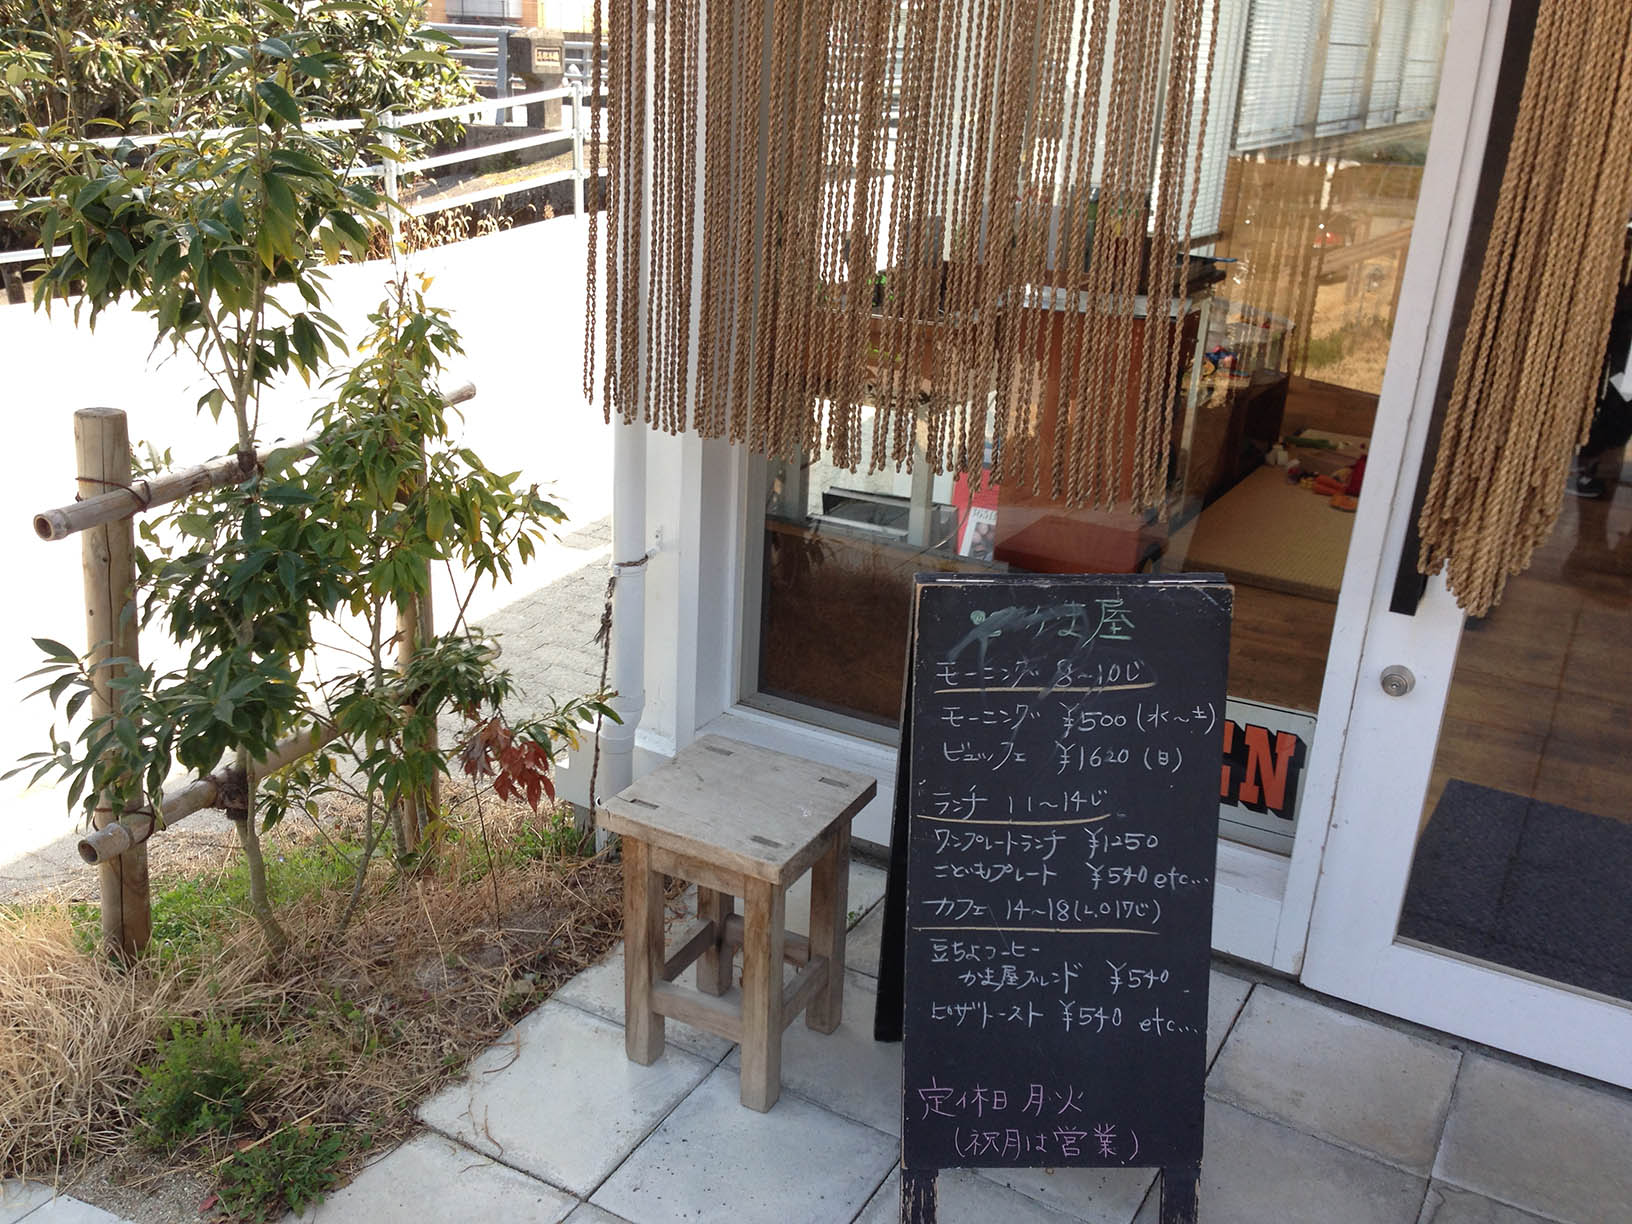 かま屋
モーニング 8~10じ
モーニング ¥500(水~土)
ビュッフェ ¥1620(日)
ランチ 11~14じ
ワンプレートランチ ¥1250
こどもプレート ¥540 etc...
カフェ 14~18(L.O17じ)
豆ちよコーヒー
かま屋ブレンド ¥540
ピザトースト ¥540 etc...
定休日 月・火
(祝月は営業)
EN